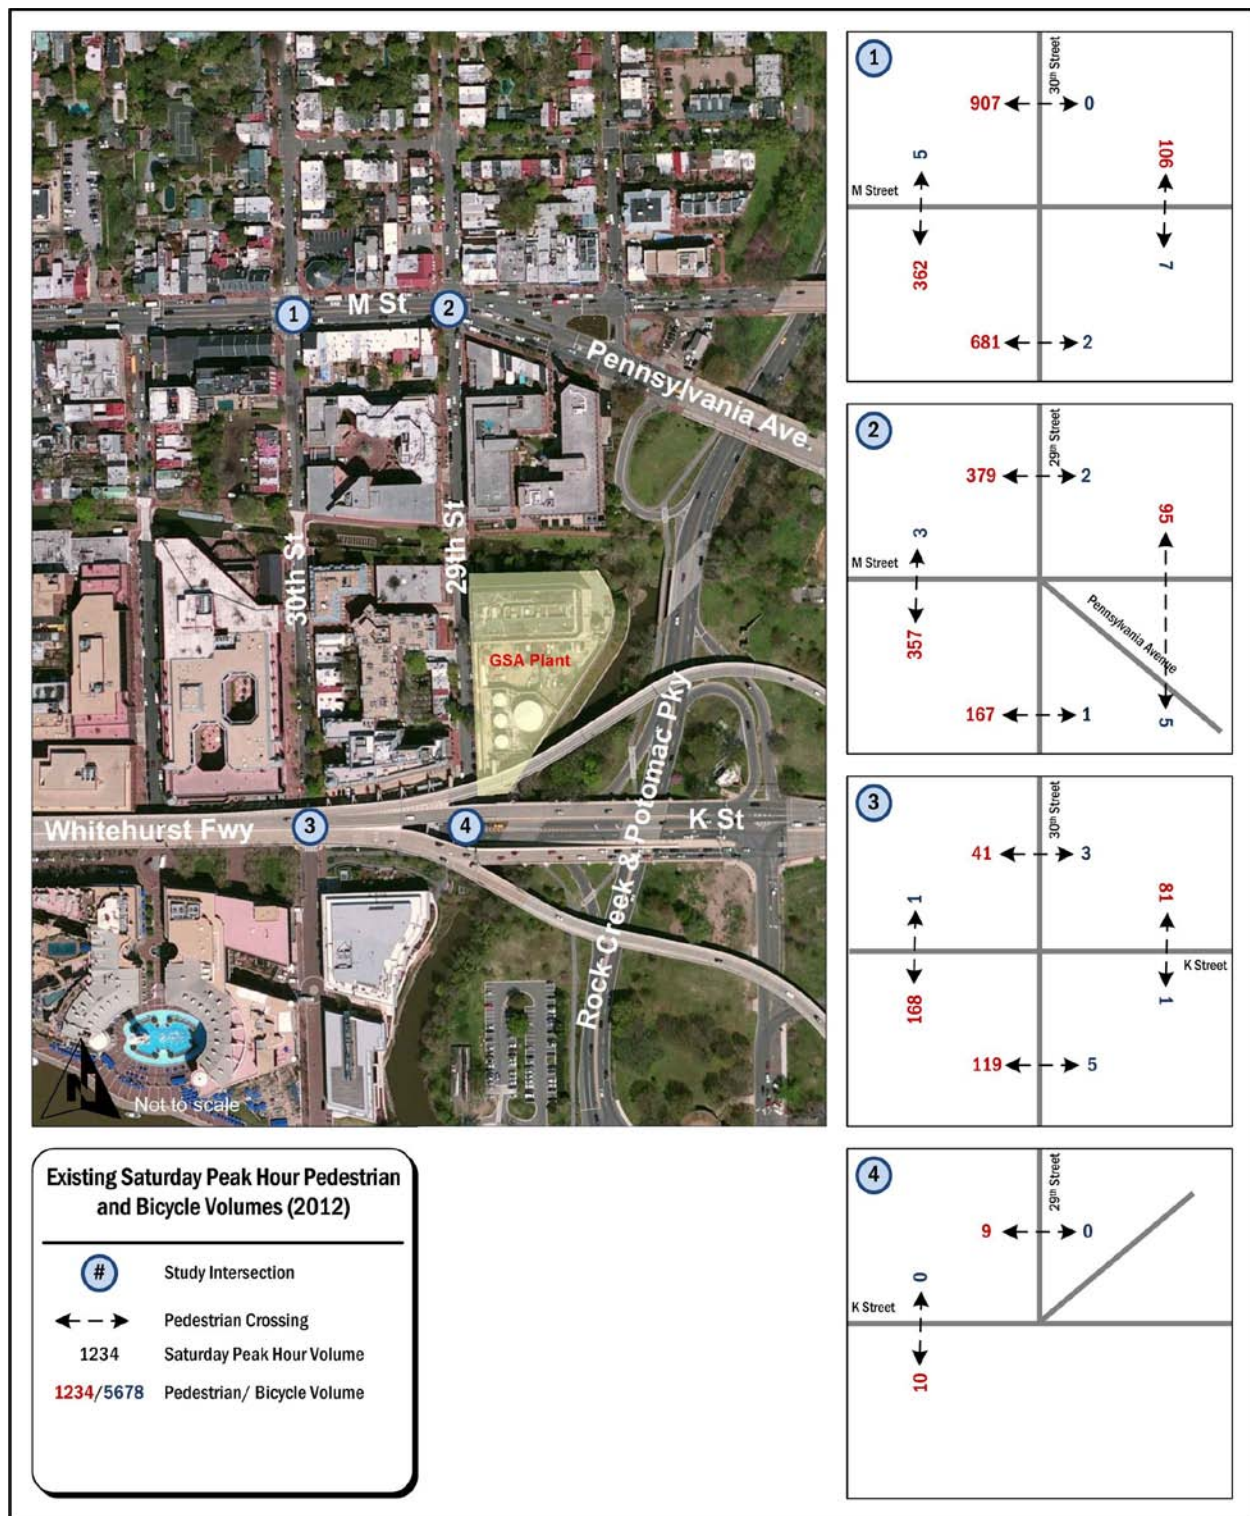 1
2
3
4
M St
Pennsylvania Ave.
30th St
29th St
GSA Plant
Whitehurst Fwy
K St
Rock Creek & Potomac Pky
N
Not to scale
Existing Saturday Peak Hour Pedestrian
and Bicycle Volumes (2012)
# Study Intersection
Pedestrian Crossing
1234 Saturday Peak Hour Volume
1234/5678 Pedestrian/ Bicycle Volume
1
30th Street
907 0
5
106
M Street
362
7
681 2
2
29th Street
379 2
3
95
M Street
357
Pennsylvania Avenue
167 1
5
3
30th Street
41 3
1
81
K Street
168
1
119 5
4
29th Street
9 0
0
K Street
10